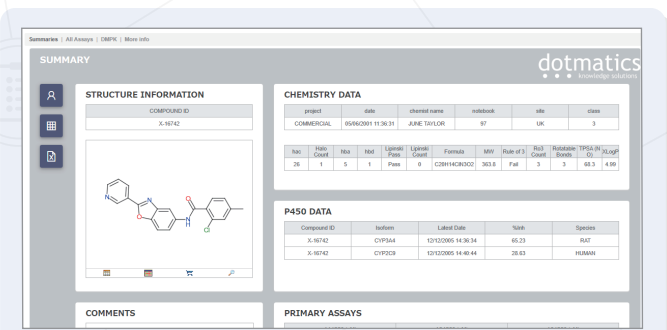 Summaries | All Assays | DMPK | More info
SUMMARY
dotmatics
knowledge solutions
STRUCTURE INFORMATION
COMPOUND ID
X-16742
N
N
O
O
N
H
Cl
CHEMISTRY DATA
project date chemist name notebook site class
COMMERCIAL 05/06/2001 11:36:31 JUNE TAYLOR 97 UK 3
hac Halo Count hba hbd Lipinski Pass Lipinski Count Formula MW Rule of 3 Ro3 Count Rotatable Bonds TPSA (N O) XLogP
26 1 5 1 Pass 0 C20H14ClN3O2 363.8 Fail 3 3 68.3 4.99
P450 DATA
Compound ID Isoform Latest Date %Inh Species
X-16742 CYP3A4 12/12/2005 14:36:34 65.23 RAT
X-16742 CYP2C9 12/12/2005 14:40:44 28.63 HUMAN
COMMENTS
PRIMARY ASSAYS